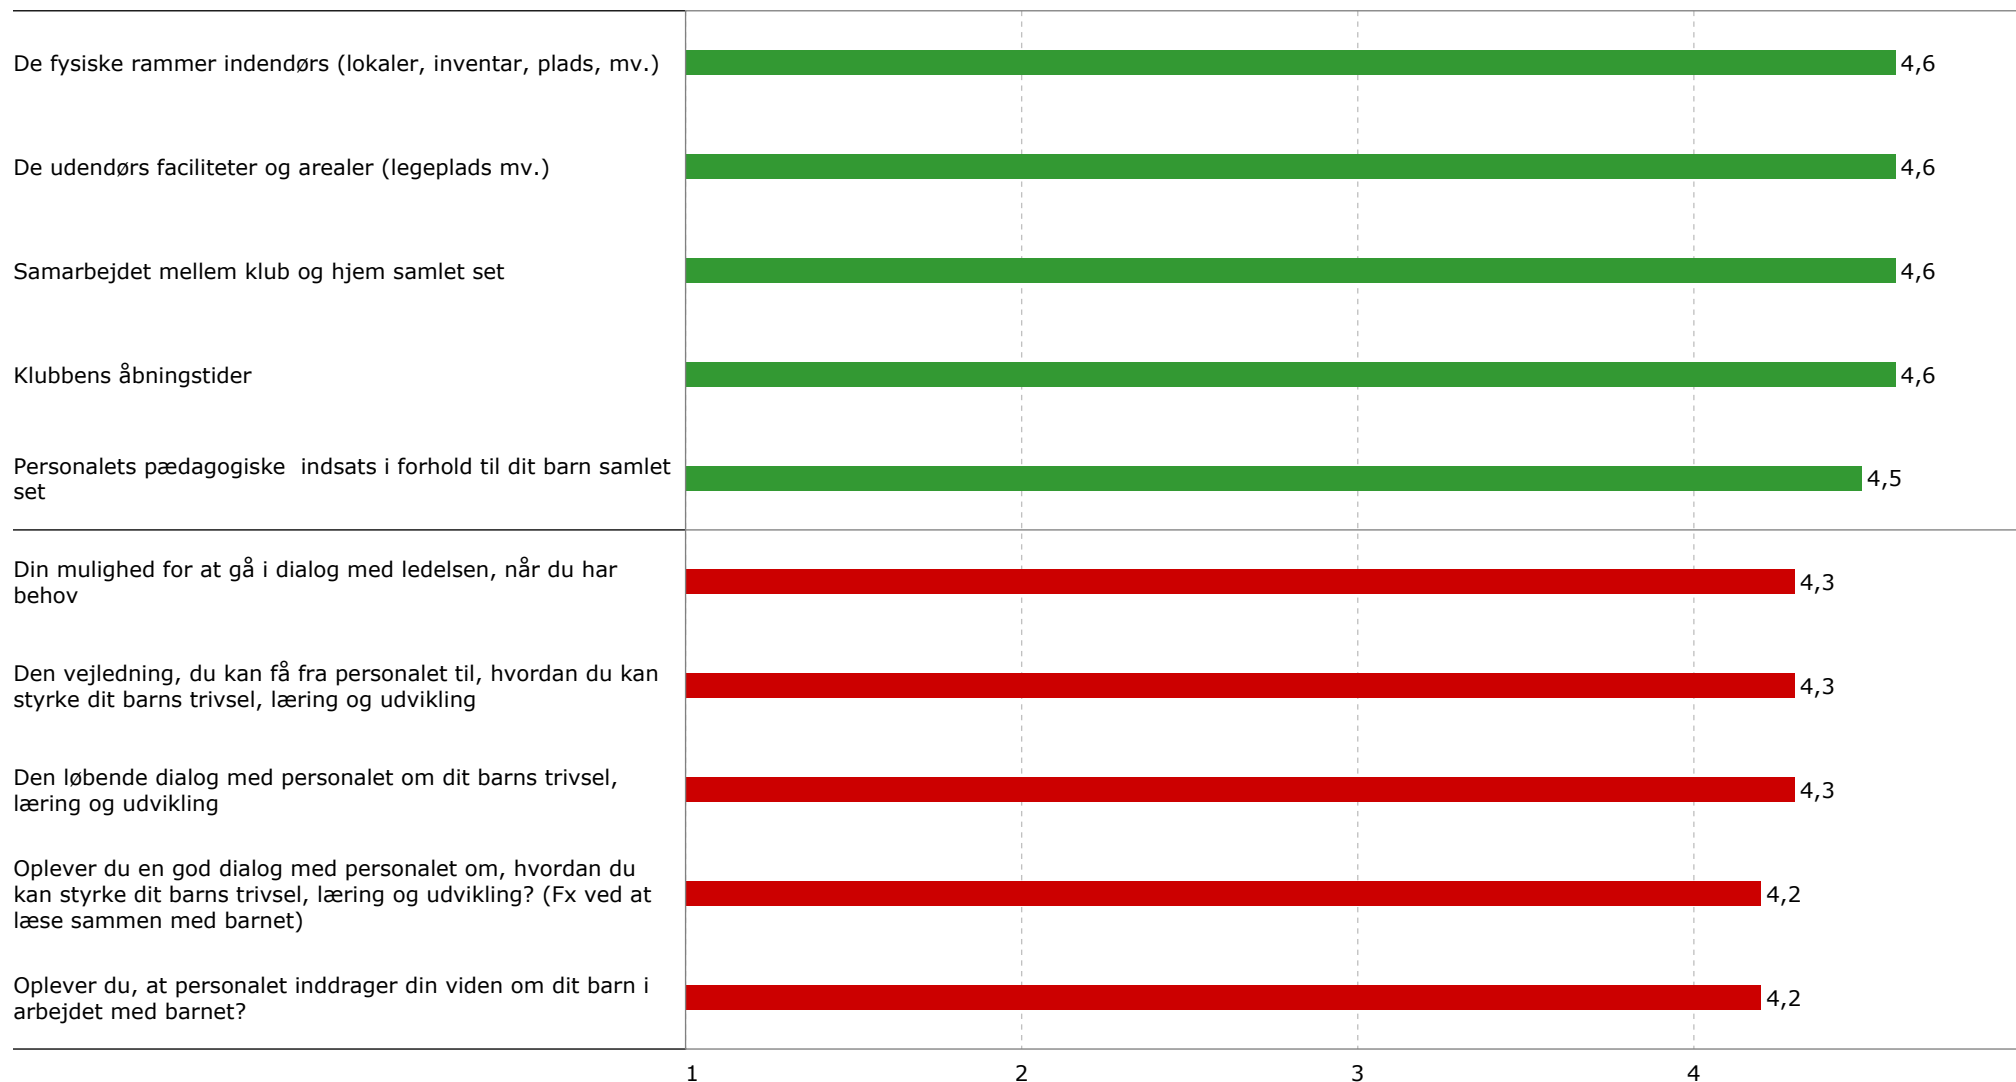 De fysiske rammer indendørs (lokaler, inventar, plads, mv.)
4,6
De udendørs faciliteter og arealer (legeplads mv.)
4,6
Samarbejdet mellem klub og hjem samlet set
4,6
Klubbens åbningstider
4,6
Personalets pædagogiske  indsats i forhold til dit barn samlet
set
4,5
Din mulighed for at gå i dialog med ledelsen, når du har
behov
4,3
Den vejledning, du kan få fra personalet til, hvordan du kan
styrke dit barns trivsel, læring og udvikling
4,3
Den løbende dialog med personalet om dit barns trivsel,
læring og udvikling
4,3
Oplever du en god dialog med personalet om, hvordan du
kan styrke dit barns trivsel, læring og udvikling? (Fx ved at
læse sammen med barnet)
4,2
Oplever du, at personalet inddrager din viden om dit barn i
arbejdet med barnet?
4,2
1 2 3 4